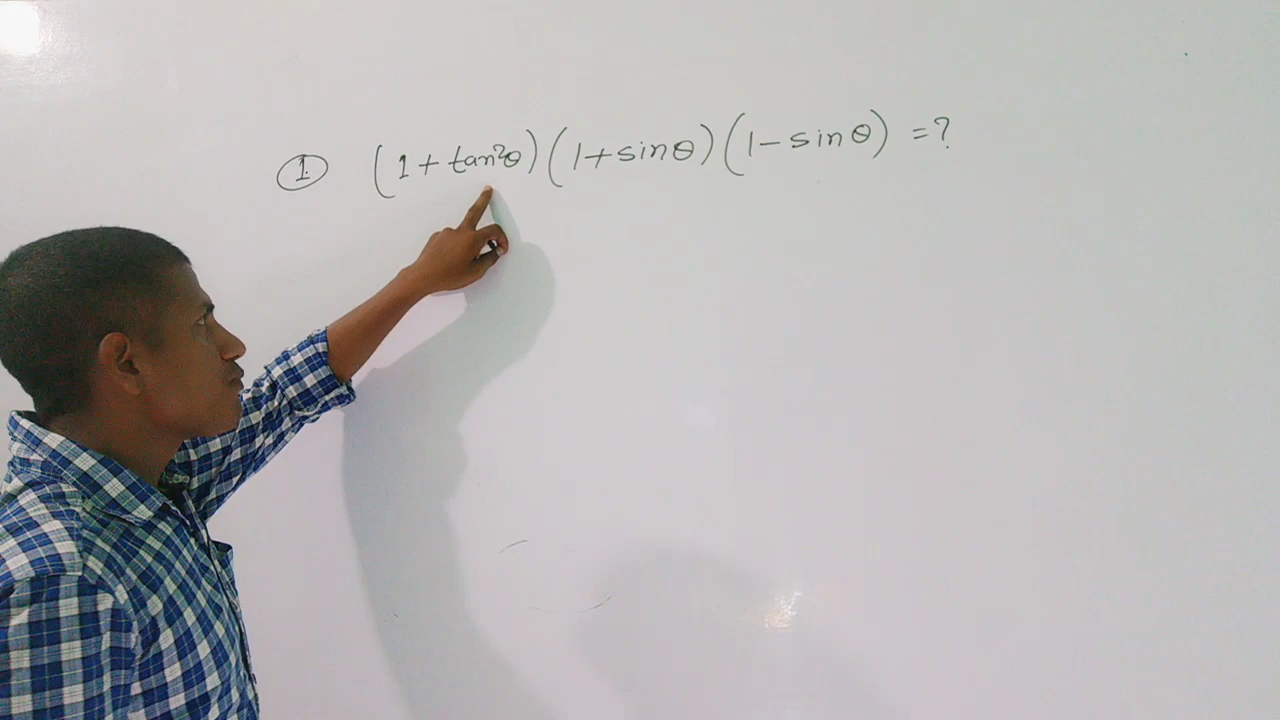 ① (1 + tan²θ)(1+sinθ)(1-sinθ) =?